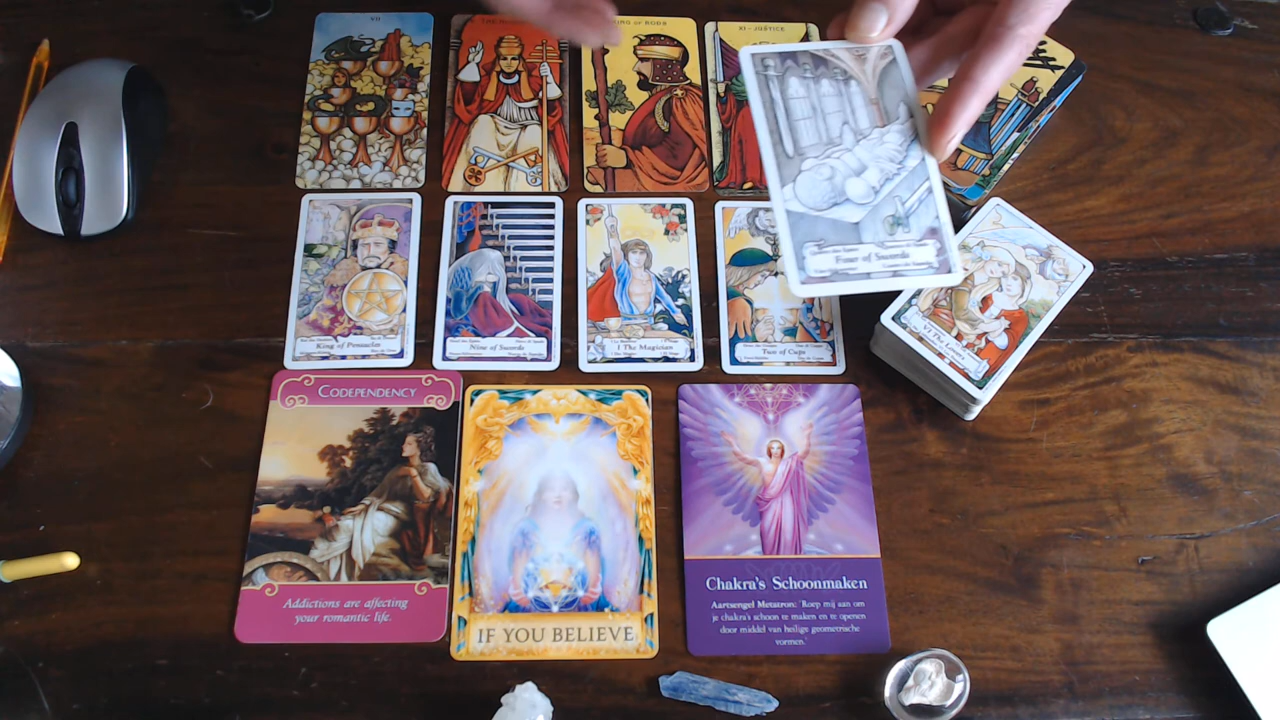 VII
KING OF RODS
XI - JUSTICE
Four of Swords
King of Pentacles
Nine of Swords
I The Magician
Two of Cups
VI The Lovers
CODEPENDENCY
Addictions are affecting
your romantic life.
IF YOU BELIEVE
Chakra's Schoonmaken
Aartsengel Metatron: 'Roep mij aan om
je chakra's schoon te maken en te openen
door middel van heilige geometrische
vormen.